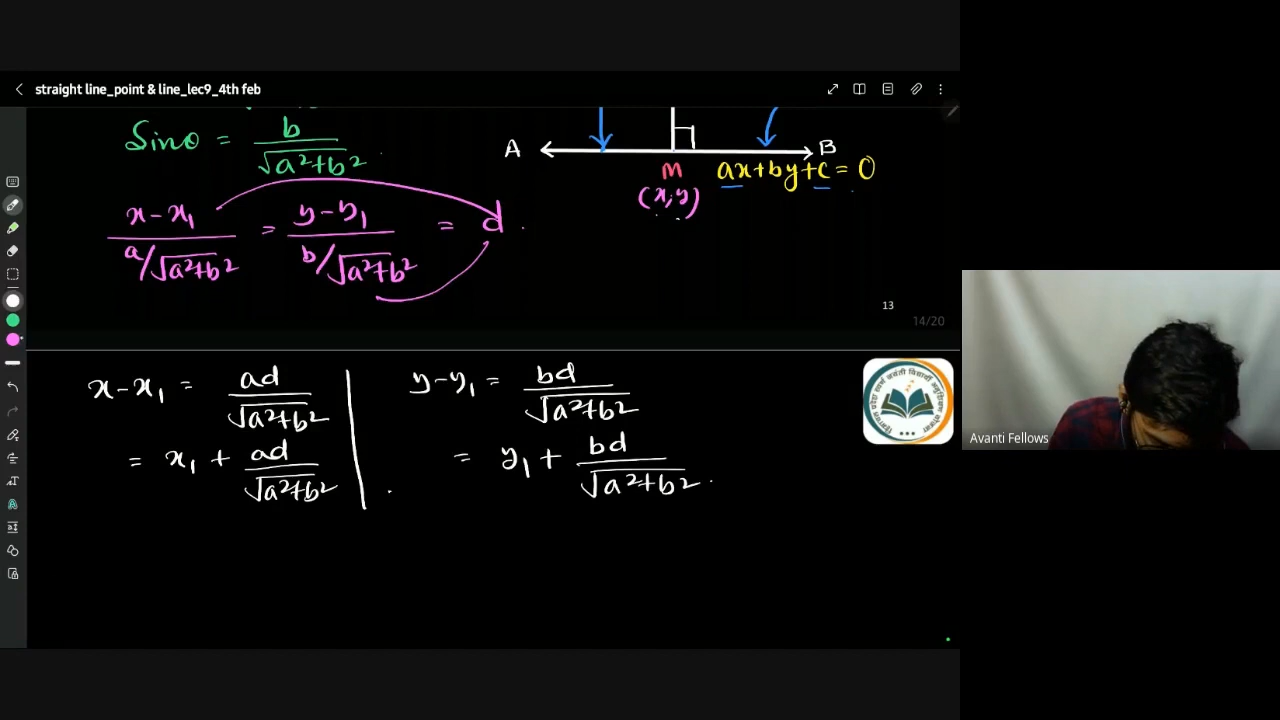 straight line_point & line_lec9_4th feb
Sinθ = b/√a²+b² .
A B
M ax+by+c = 0
(x,y)
x-x₁ / a/√a²+b² = y-y₁ / b/√a²+b² = d .
13
14/20
x-x₁ = ad/√a²+b² y-y₁ = bd/√a²+b²
= x₁ + ad/√a²+b² . = y₁ + bd/√a²+b² .
Avanti Fellows